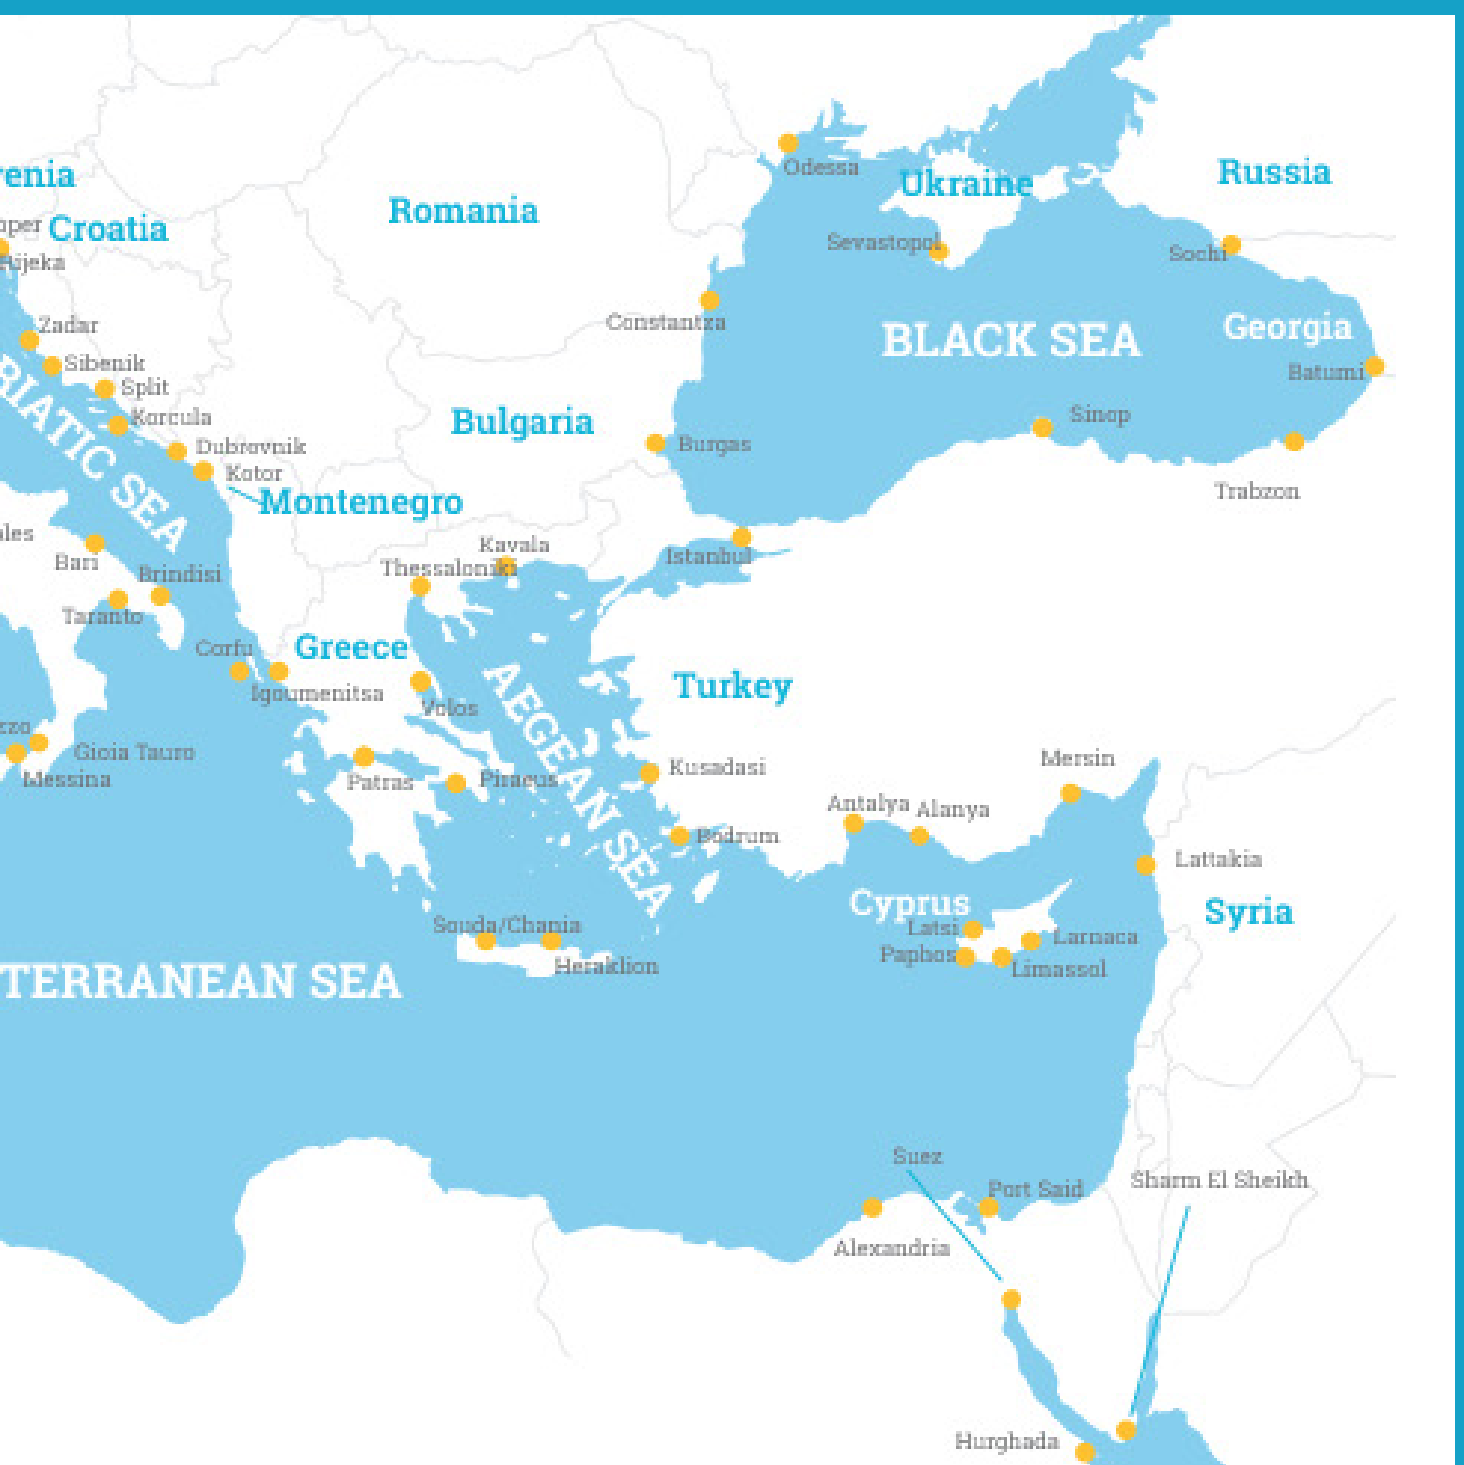 Odessa
Ukraine
Russia
Croatia
Romania
Sevastopol
Sochi
Rijeka
Constantza
BLACK SEA
Georgia
Zadar
Sibenik
Batumi
Split
Korcula
Sinop
Bulgaria
Burgas
Dubrovnik
Kotor
Montenegro
Trabzon
RIATIC SEA
Kavala
Istanbul
Bari
Thessaloniki
Brindisi
Taranto
Corfu
Greece
Igoumenitsa
Turkey
Volos
AEGEAN SEA
Gioia Tauro
Messina
Patras
Piraeus
Kusadasi
Mersin
Antalya
Alanya
Bodrum
Lattakia
Cyprus
Syria
Souda/Chania
Latsi
Larnaca
Paphos
Heraklion
Limassol
TERRANEAN SEA
Suez
Sharm El Sheikh
Port Said
Alexandria
Hurghada